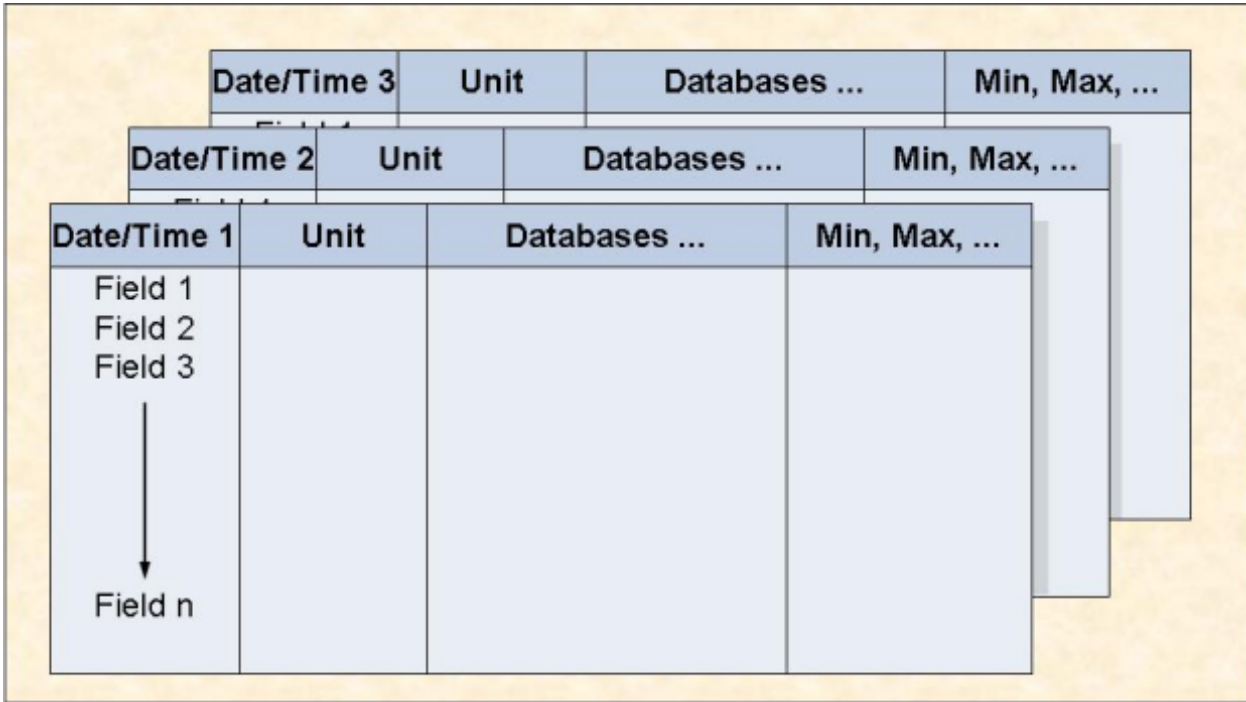 Date/Time 3 Unit Databases ... Min, Max, ...
Date/Time 2 Unit Databases ... Min, Max, ...
Date/Time 1 Unit Databases ... Min, Max, ...
Field 1
Field 2
Field 3
Field n